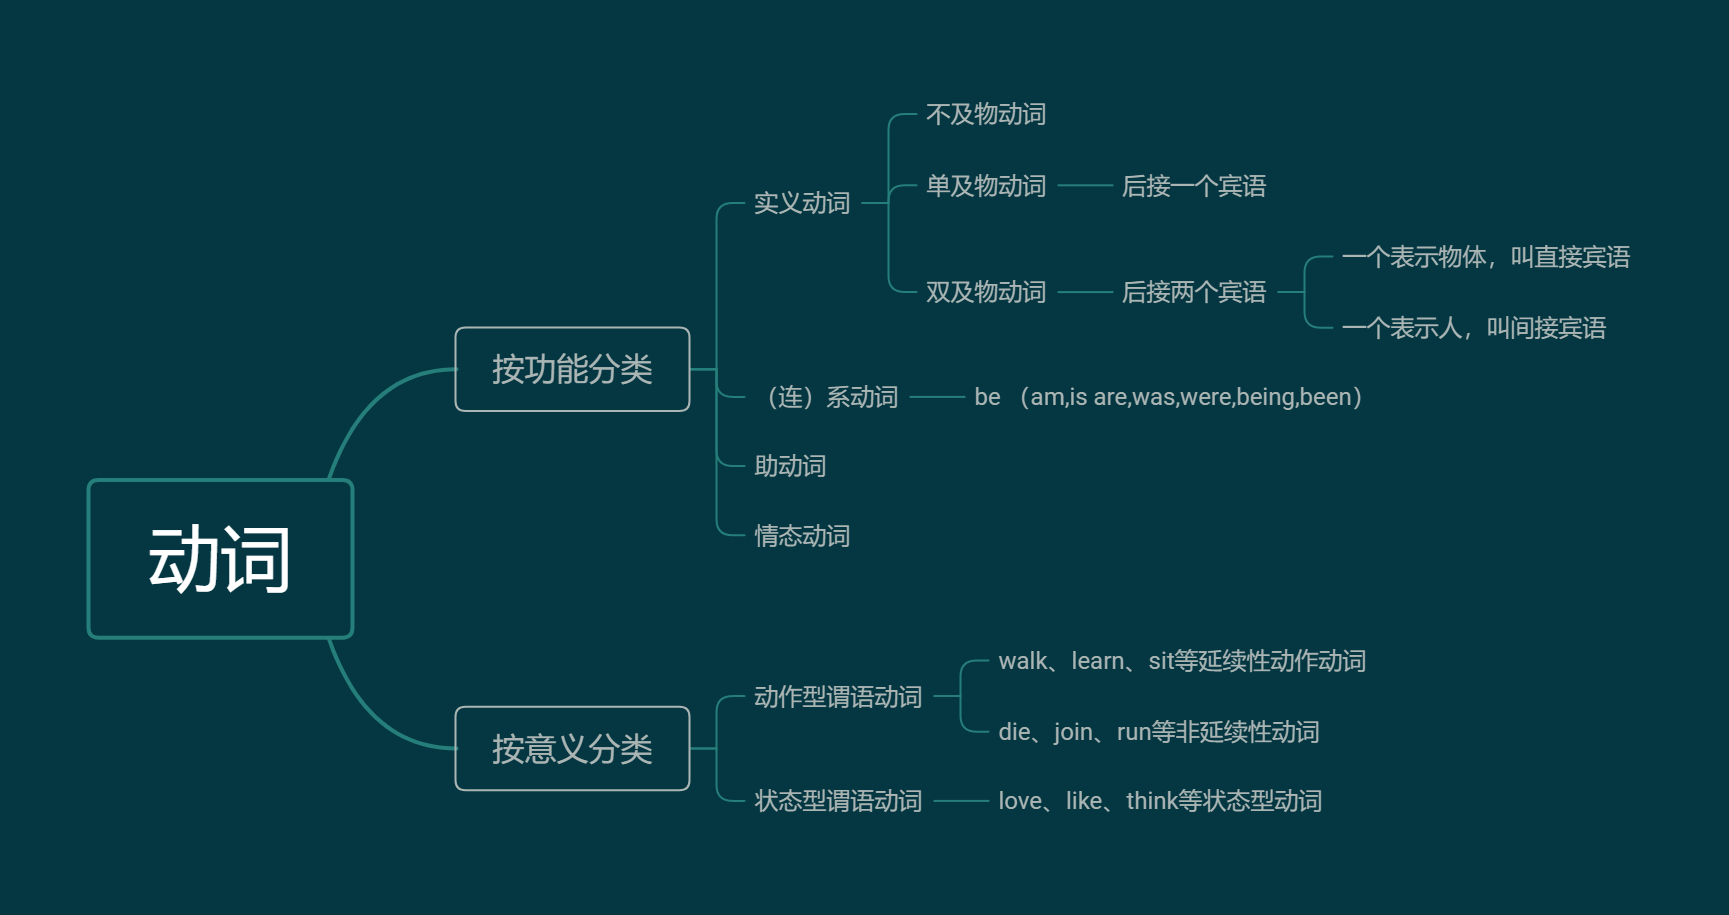 动词
按功能分类
实义动词
不及物动词
单及物动词
后接一个宾语
双及物动词
后接两个宾语
一个表示物体，叫直接宾语
一个表示人，叫间接宾语
（连）系动词
be （am,is are,was,were,being,been）
助动词
情态动词
按意义分类
动作型谓语动词
walk、learn、sit等延续性动作动词
die、join、run等非延续性动词
状态型谓语动词
love、like、think等状态型动词